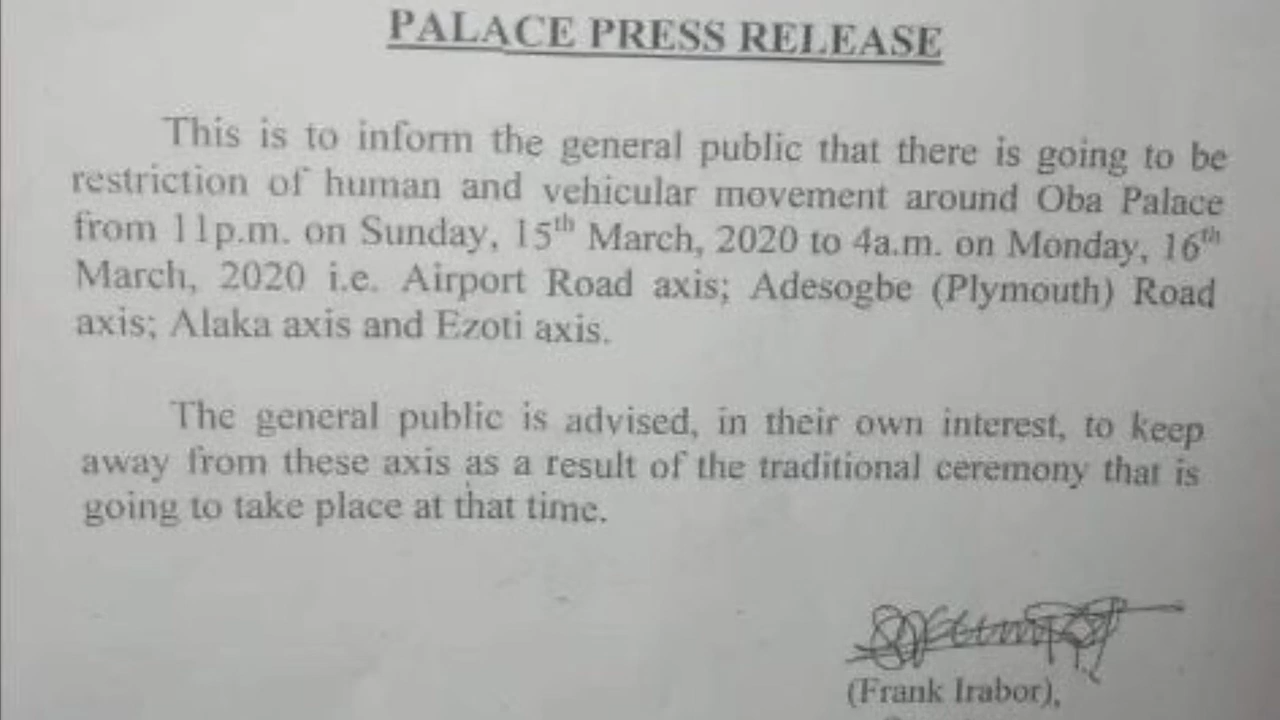 PALACE PRESS RELEASE
This is to inform the general public that there is going to be
restriction of human and vehicular movement around Oba Palace
from 11p.m. on Sunday, 15th March, 2020 to 4a.m. on Monday, 16th
March, 2020 i.e. Airport Road axis; Adesogbe (Plymouth) Road
axis; Alaka axis and Ezoti axis.
The general public is advised, in their own interest, to keep
away from these axis as a result of the traditional ceremony that is
going to take place at that time.
(Frank Irabor),